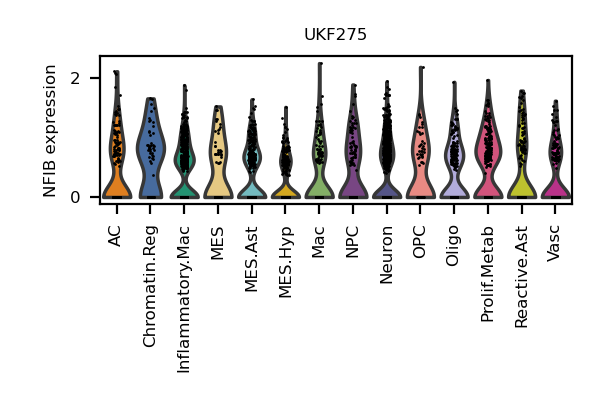 UKF275
NFIB expression
2
0
AC
Chromatin.Reg
Inflammatory.Mac
MES
MES.Ast
MES.Hyp
Mac
NPC
Neuron
OPC
Oligo
Prolif.Metab
Reactive.Ast
Vasc